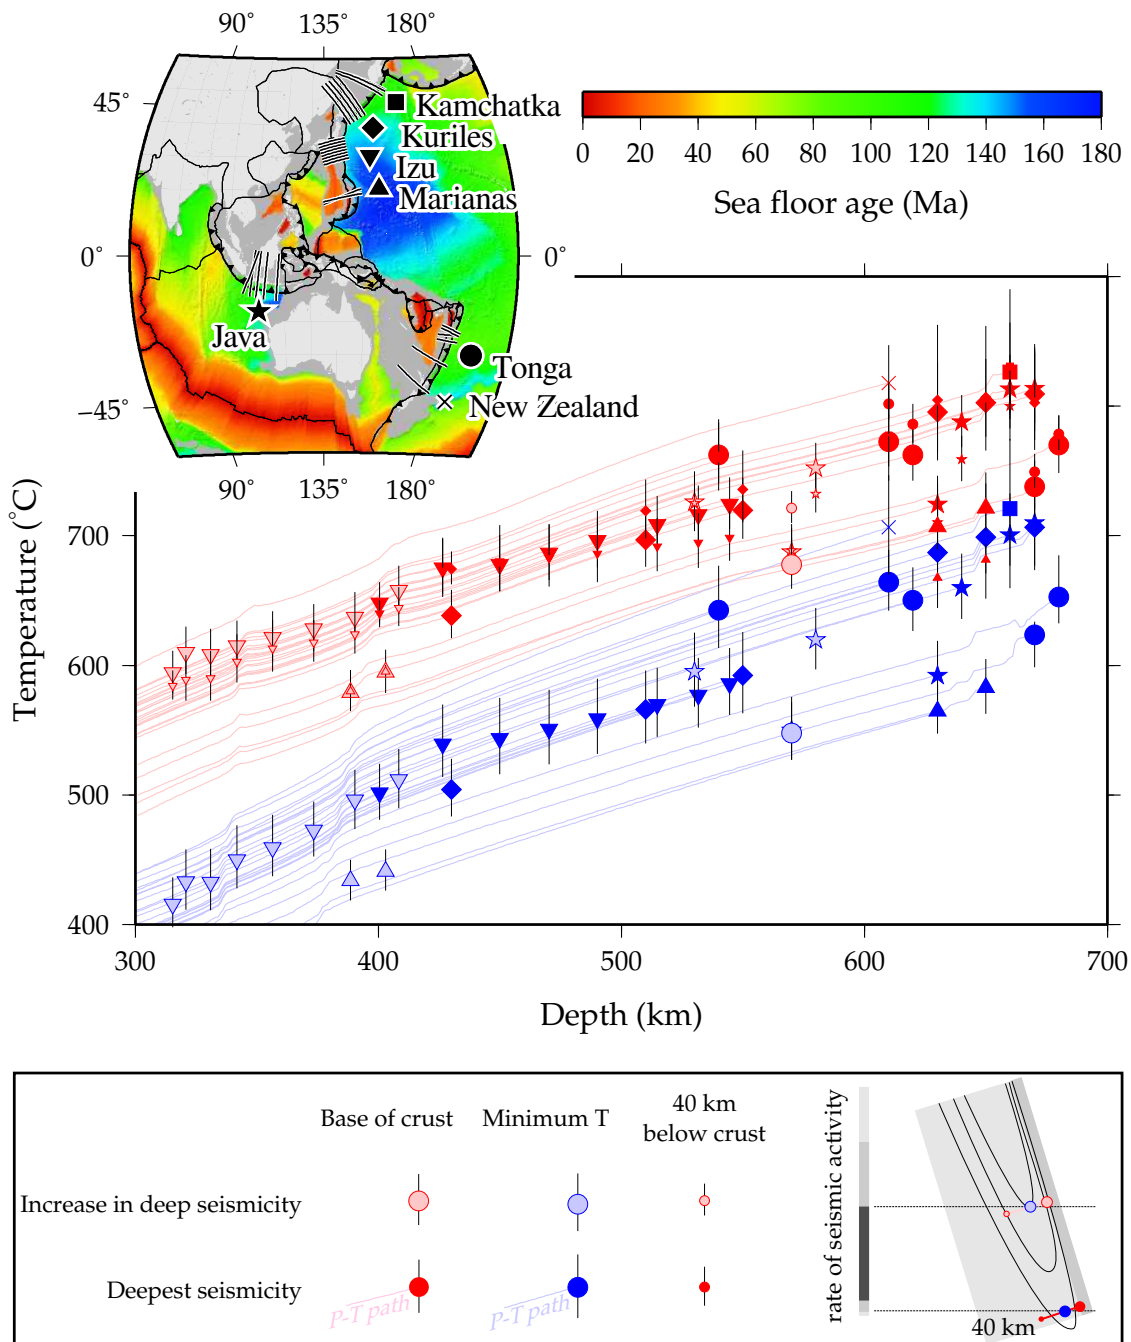 90° 135° 180°
45°
Kamchatka
Kuriles
Izu
Marianas
0° 0°
Java
Tonga
−45°
New Zealand
90° 135° 180°
0 20 40 60 80 100 120 140 160 180
Sea floor age (Ma)
Temperature (°C)
700
600
500
400
300 400 500 600 700
Depth (km)
Base of crust Minimum T 40 km
below crust
Increase in deep seismicity
Deepest seismicity
P-T path P-T path
rate of seismic activity
40 km